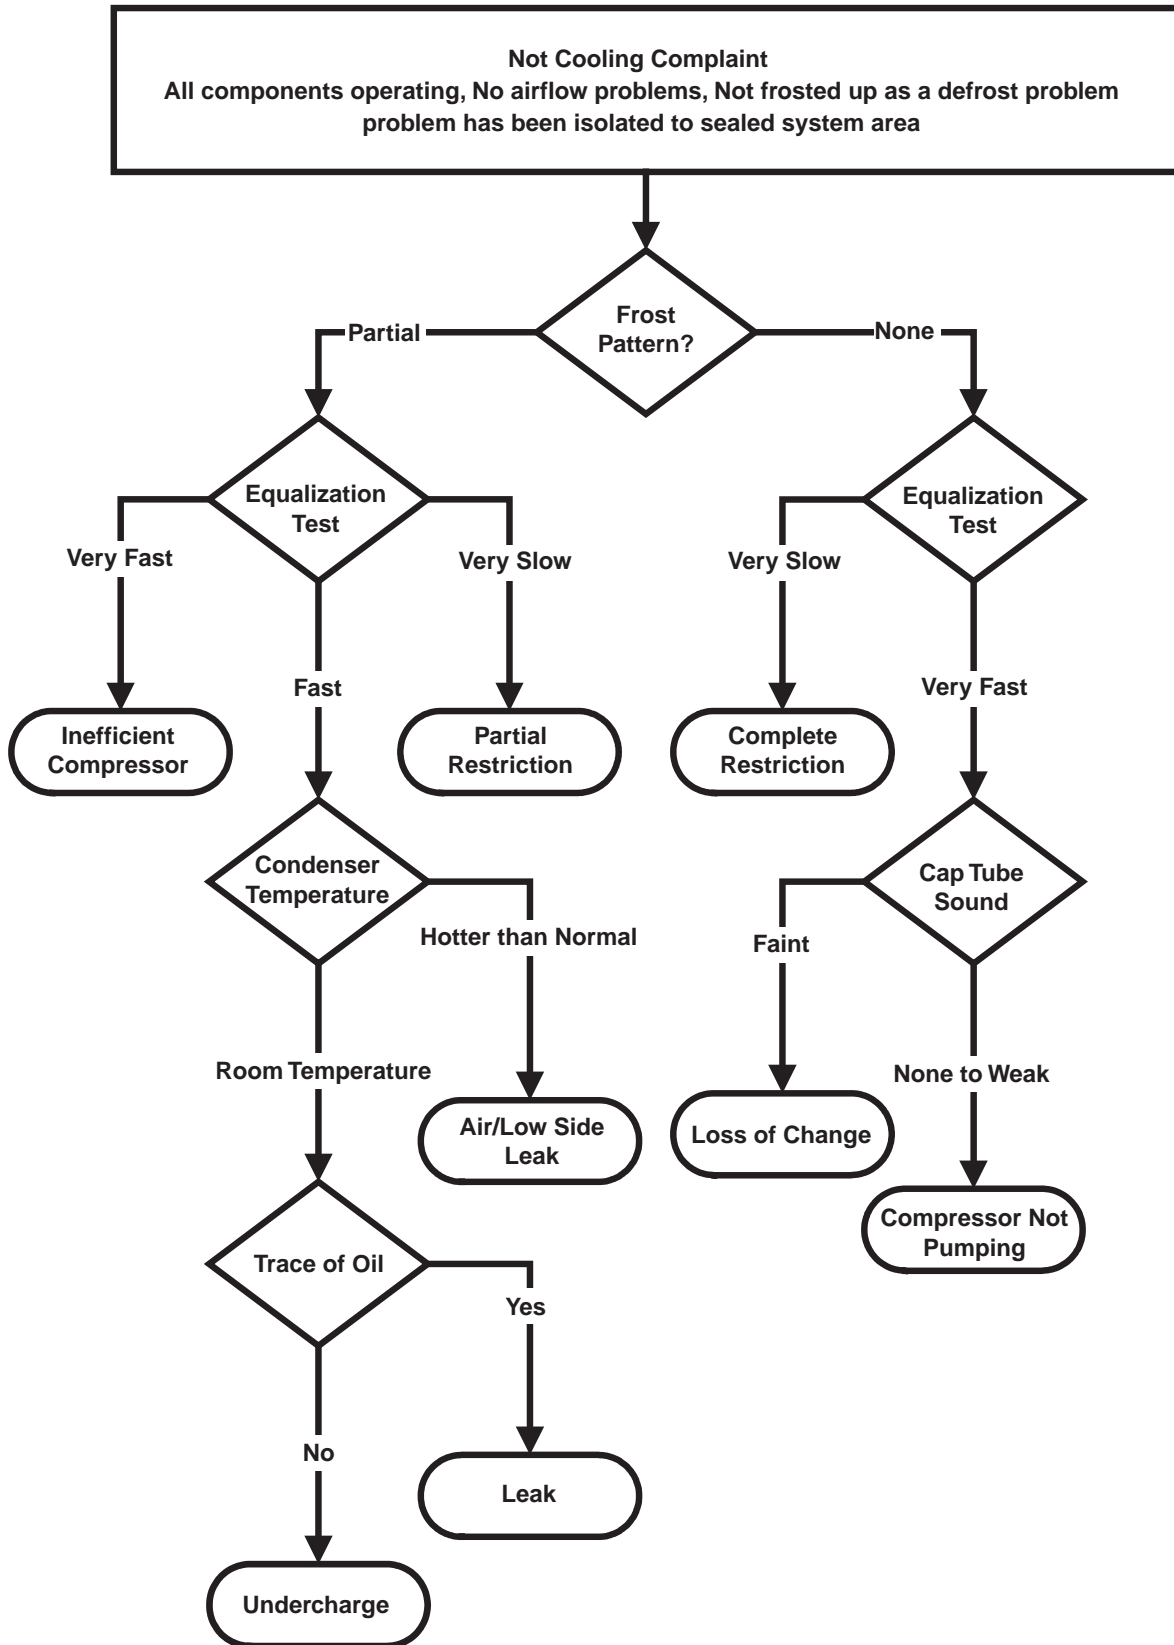 Not Cooling Complaint
All components operating, No airflow problems, Not frosted up as a defrost problem
problem has been isolated to sealed system area
Frost
Pattern?
Partial
None
Equalization
Test
Equalization
Test
Very Fast
Very Slow
Very Slow
Fast
Very Fast
Inefficient
Compressor
Partial
Restriction
Complete
Restriction
Condenser
Temperature
Cap Tube
Sound
Hotter than Normal
Faint
Room Temperature
None to Weak
Air/Low Side
Leak
Loss of Change
Compressor Not
Pumping
Trace of Oil
Yes
No
Leak
Undercharge